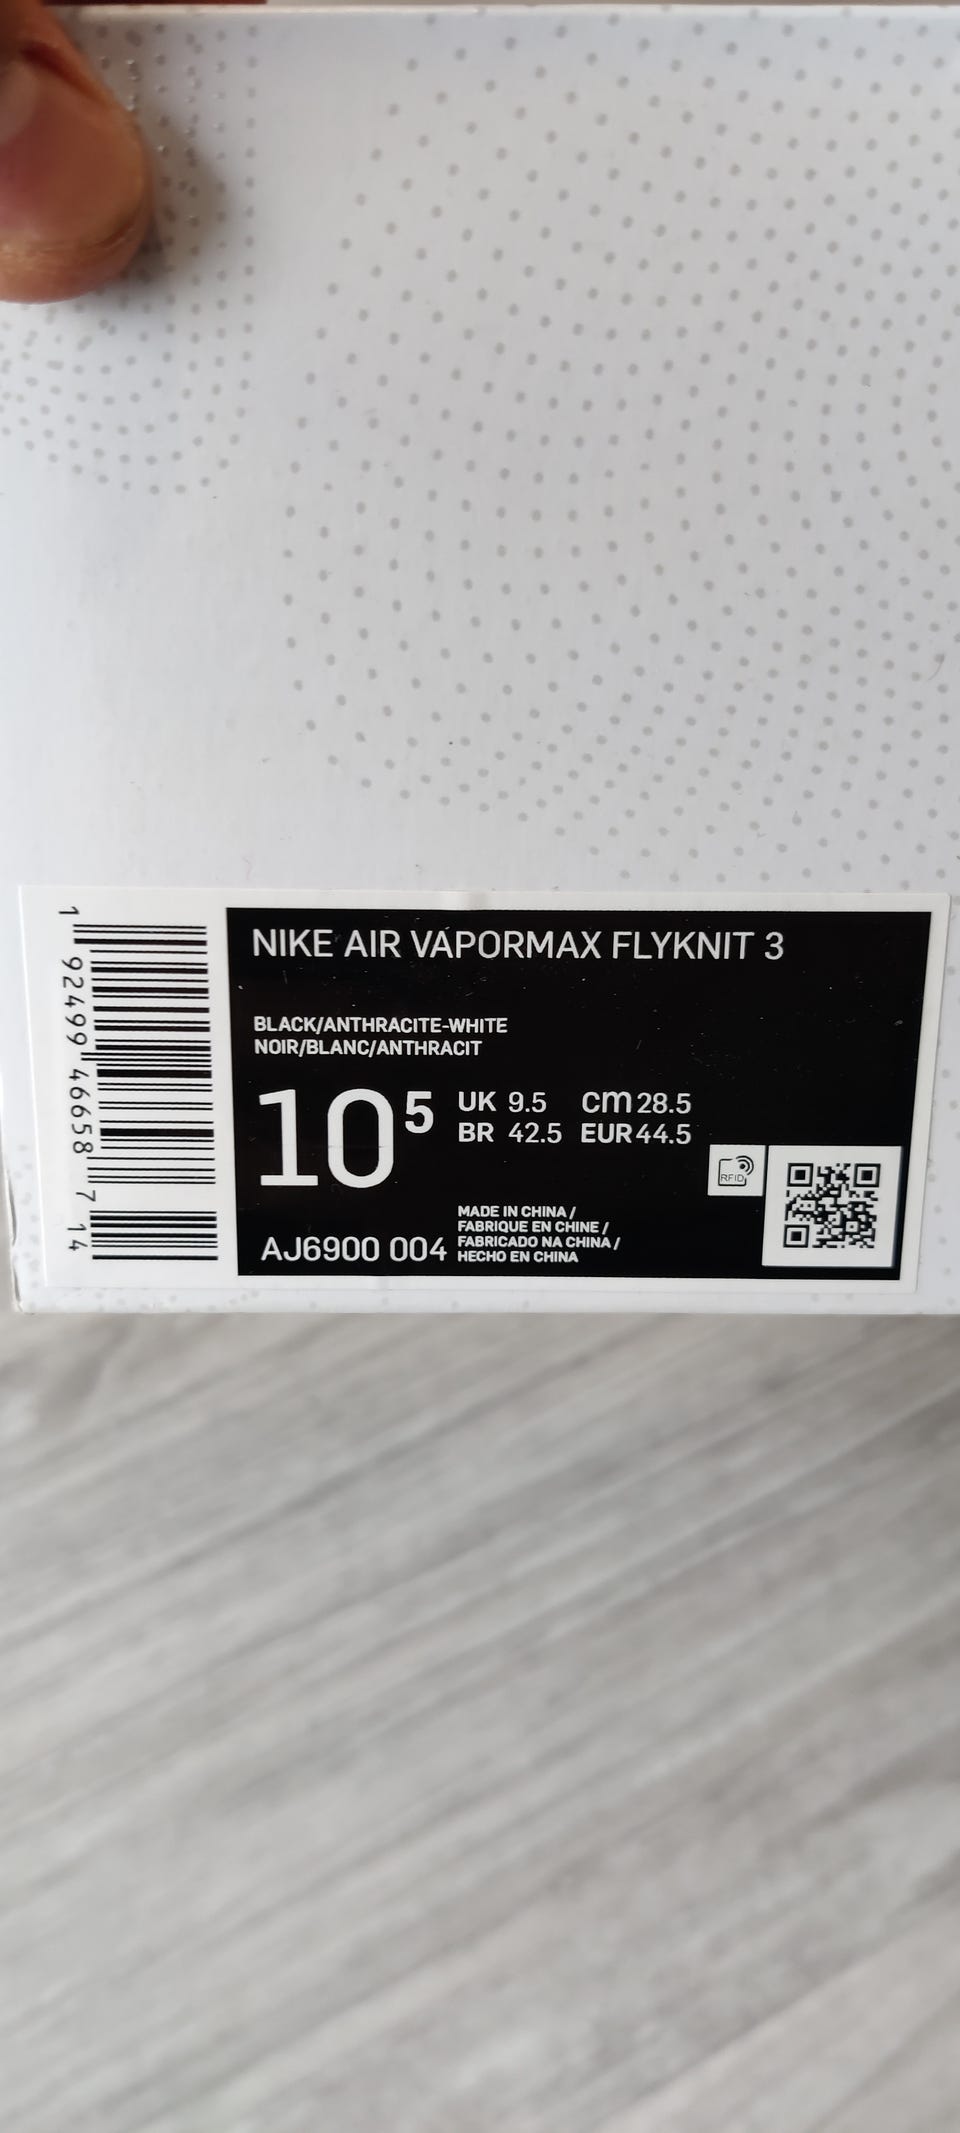 NIKE AIR VAPORMAX FLYKNIT 3
BLACK/ANTHRACITE-WHITE
NOIR/BLANC/ANTHRACIT
10 5
UK 9.5 cm 28.5
BR 42.5 EUR 44.5
RFID
MADE IN CHINA /
FABRIQUE EN CHINE /
FABRICADO NA CHINA /
HECHO EN CHINA
AJ6900 004
1 92499 46658 7 14